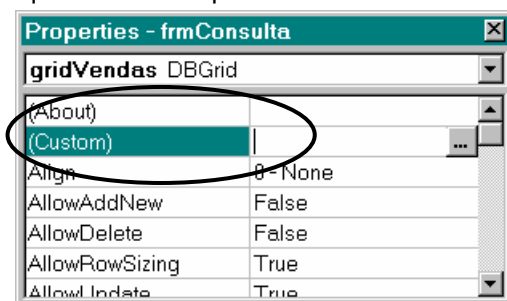 Properties - frmConsulta
gridVendas DBGrid
(About)
(Custom) ...
Align 0 - None
AllowAddNew False
AllowDelete False
AllowRowSizing True
AllowUpdate True